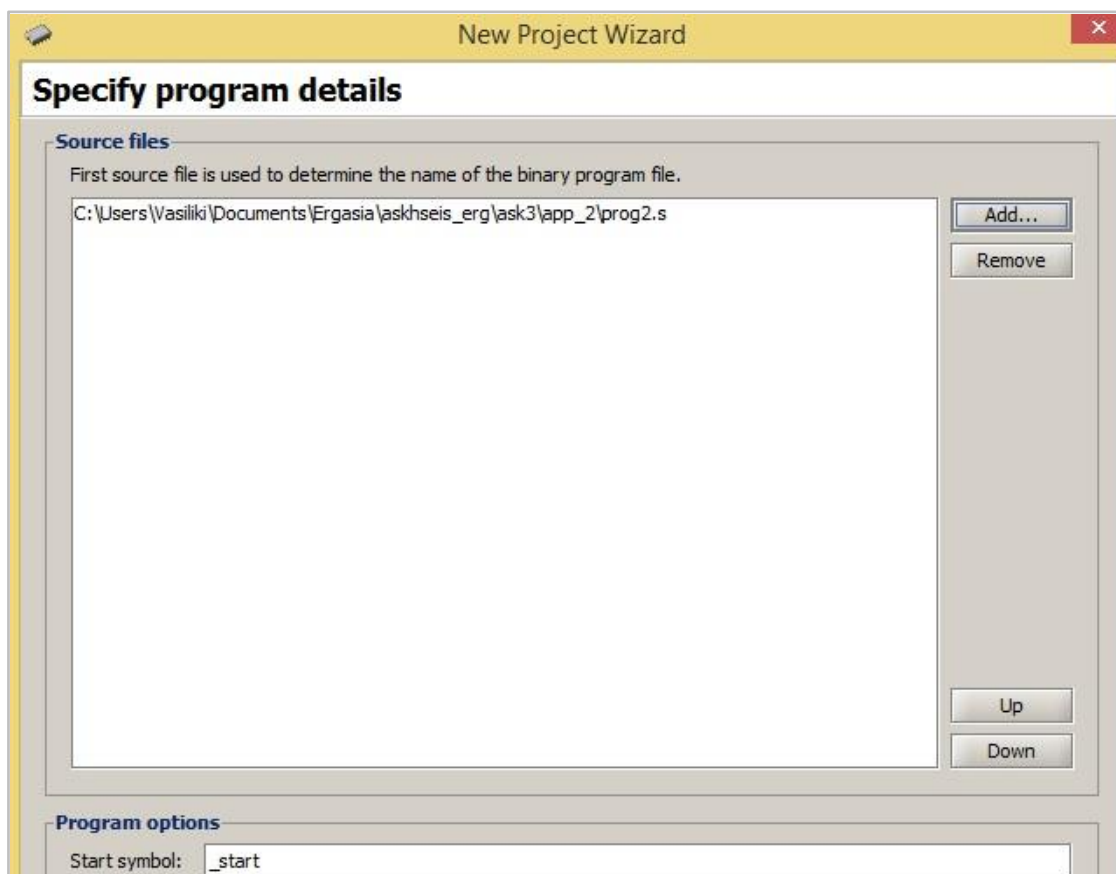 New Project Wizard
Specify program details
Source files
First source file is used to determine the name of the binary program file.
C:\Users\Vasiliki\Documents\Ergasia\askhseis_erg\ask3\app_2\prog2.s
Add...
Remove
Up
Down
Program options
Start symbol: _start